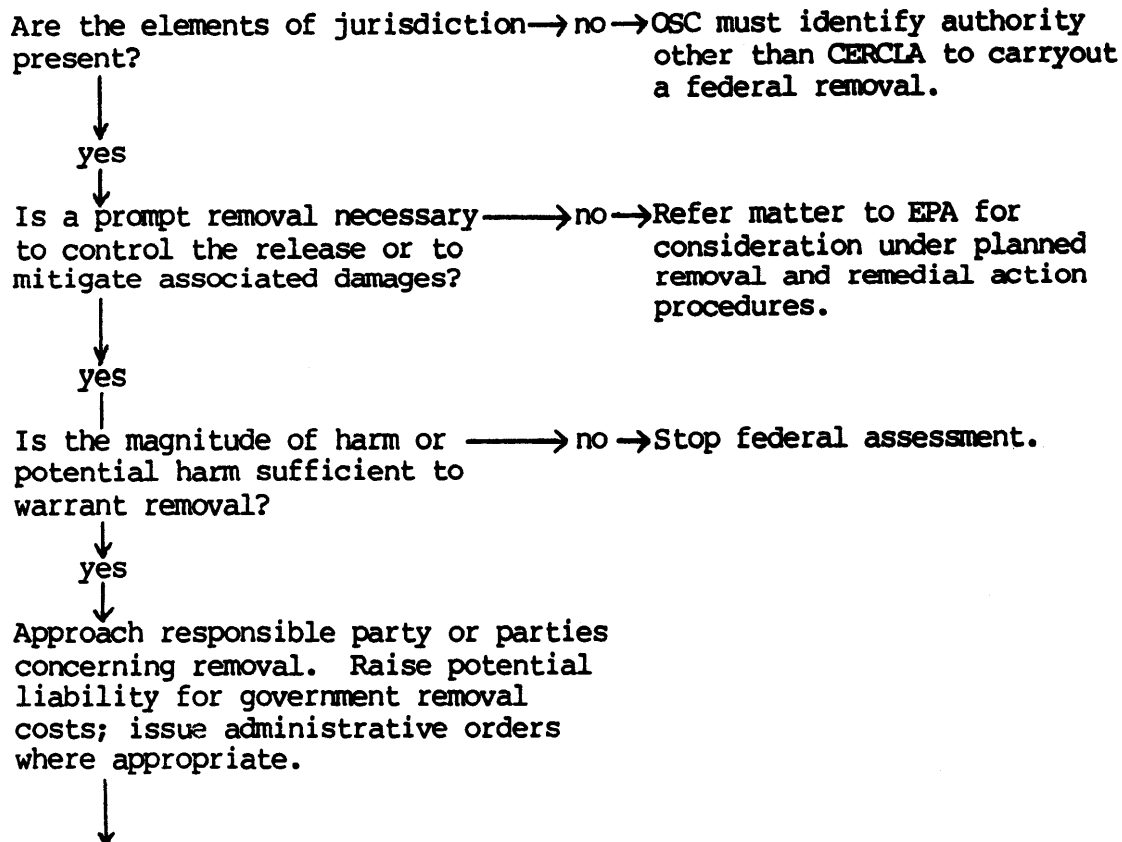 Are the elements of jurisdiction → no → OSC must identify authority
present? other than CERCLA to carryout
a federal removal.
yes
Is a prompt removal necessary → no → Refer matter to EPA for
to control the release or to consideration under planned
mitigate associated damages? removal and remedial action
procedures.
yes
Is the magnitude of harm or → no → Stop federal assessment.
potential harm sufficient to
warrant removal?
yes
Approach responsible party or parties
concerning removal. Raise potential
liability for government removal
costs; issue administrative orders
where appropriate.